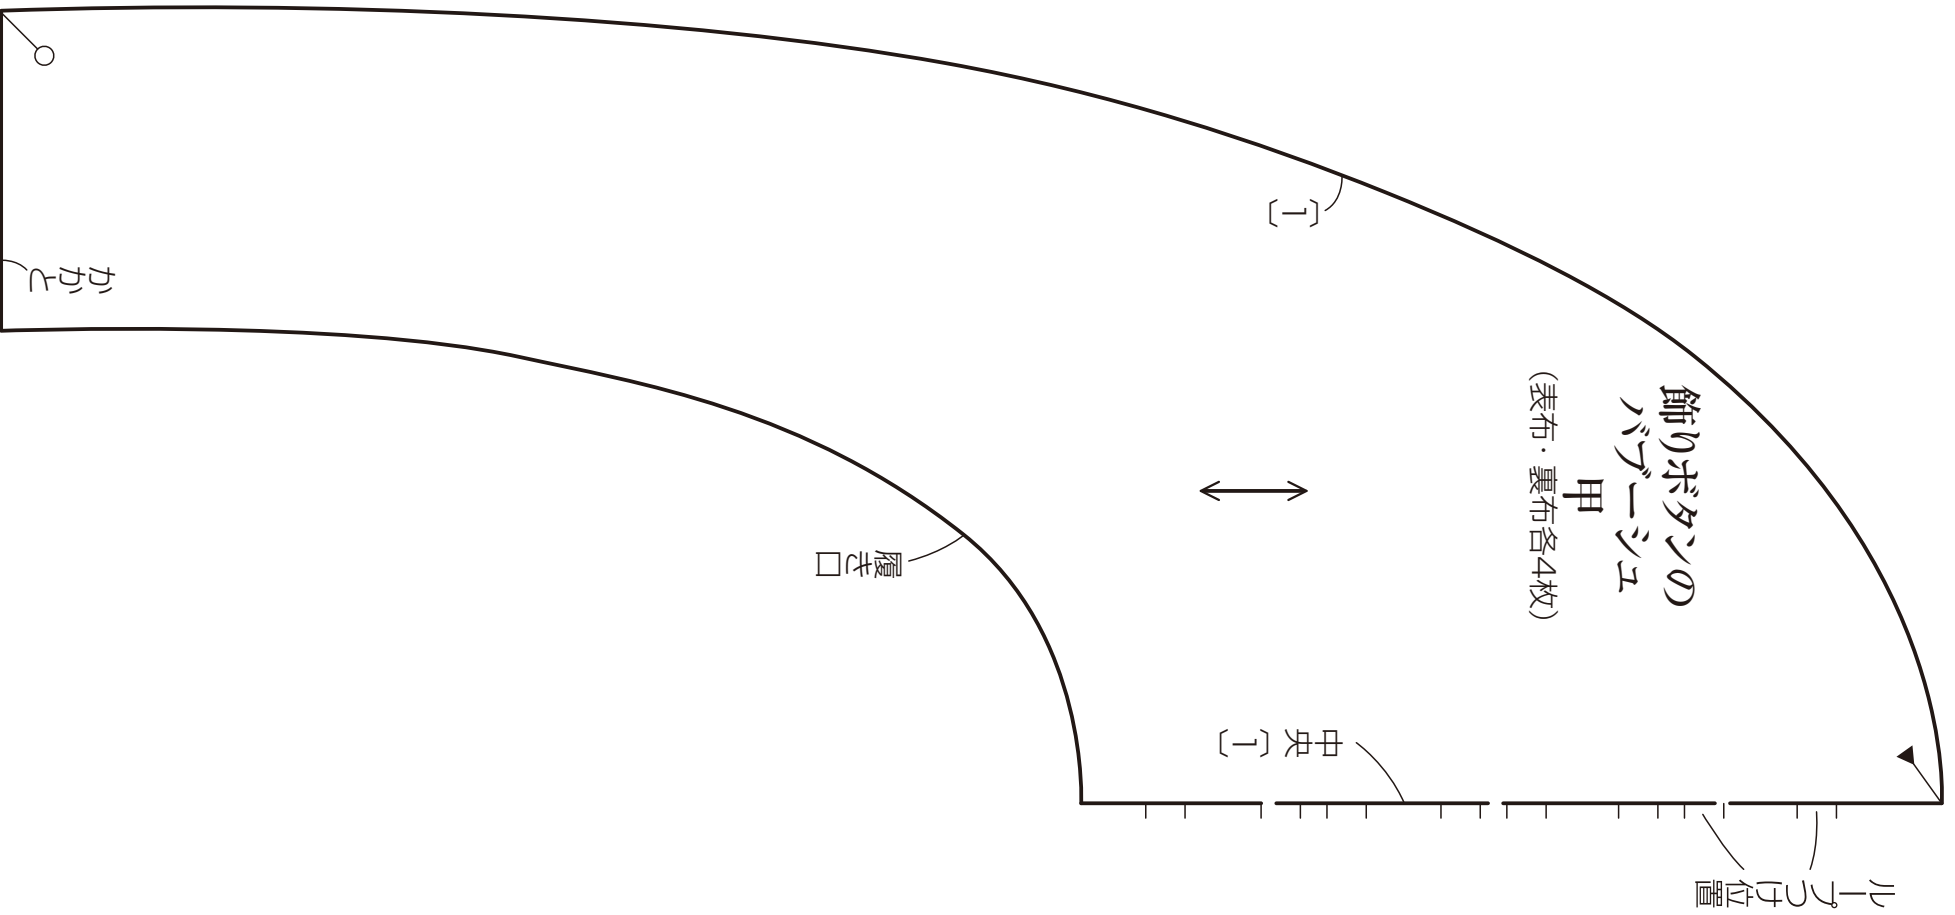 飾りボタンの
バブーシュ
甲
（表布・裏布各4枚）
〔1〕
かかと
履き口
中央〔1〕
ループつけ位置